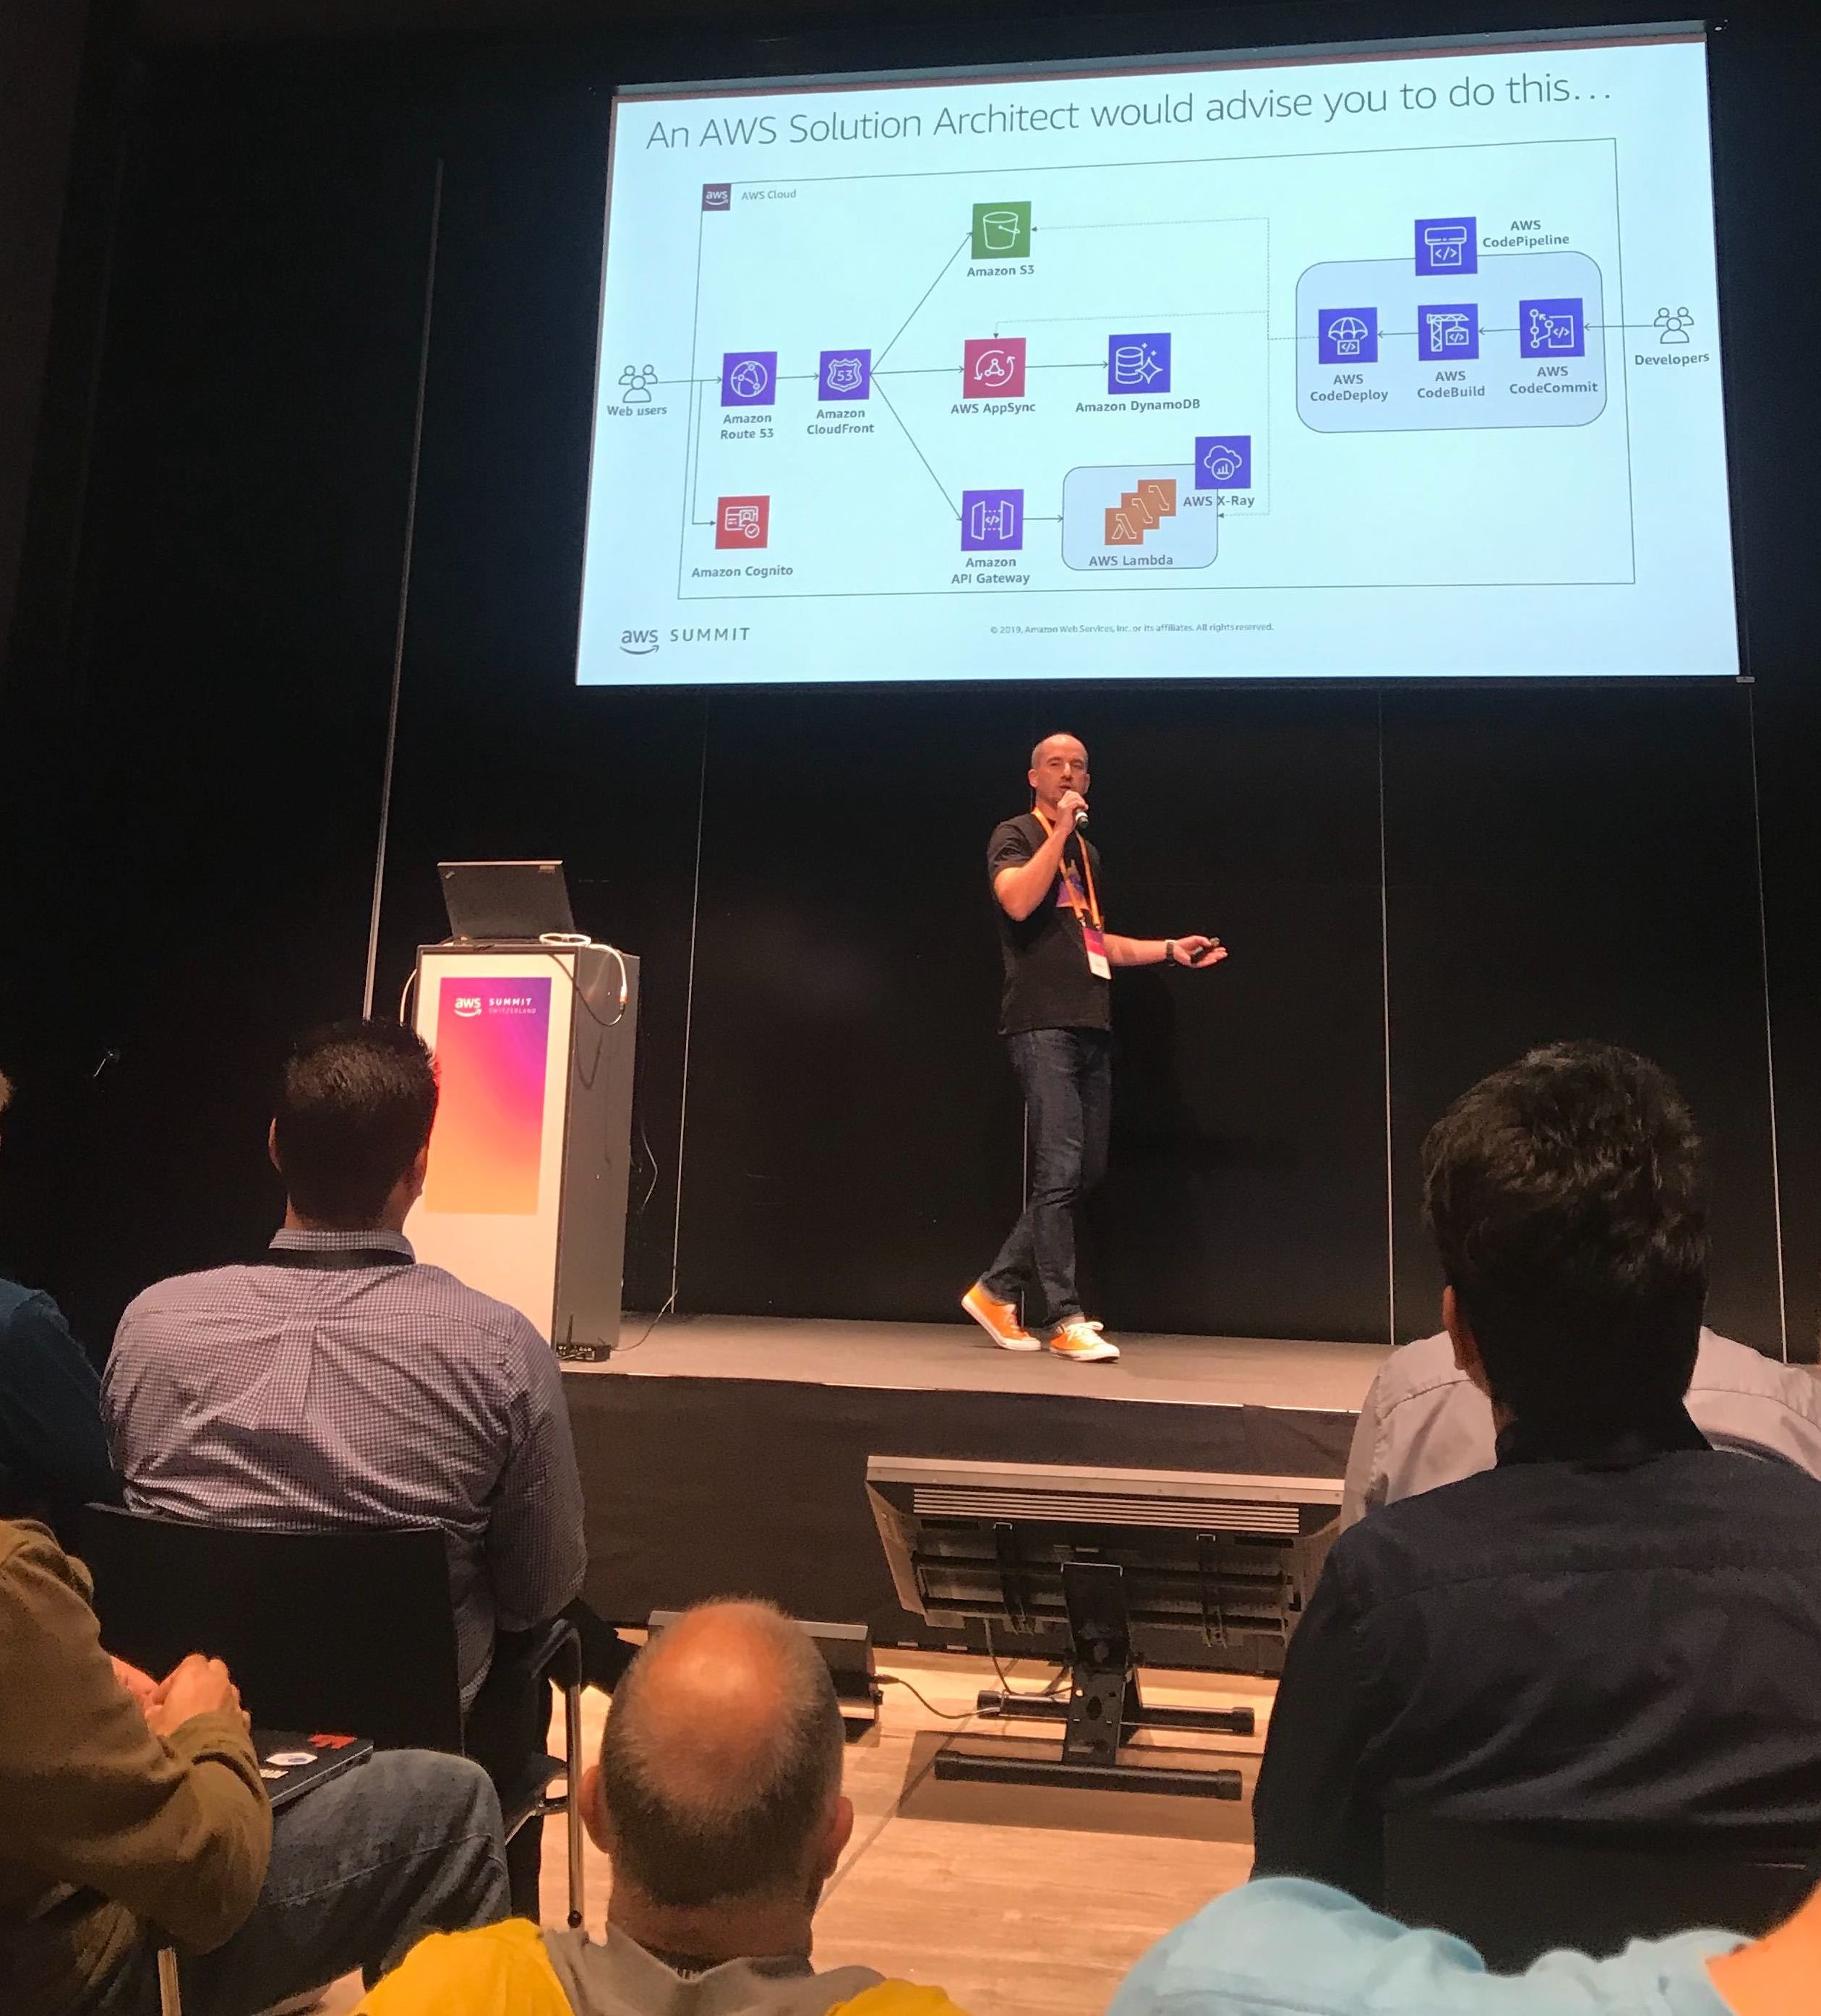 An AWS Solution Architect would advise you to do this...
aws
AWS Cloud
Amazon S3
AWS
CodePipeline
Web users
Amazon
Route 53
53
Amazon
CloudFront
AWS AppSync
Amazon DynamoDB
AWS
CodeDeploy
AWS
CodeBuild
AWS
CodeCommit
Developers
Amazon Cognito
Amazon
API Gateway
AWS Lambda
AWS X-Ray
aws SUMMIT
© 2019, Amazon Web Services, Inc. or its affiliates. All rights reserved.
aws SUMMIT
SWITZERLAND